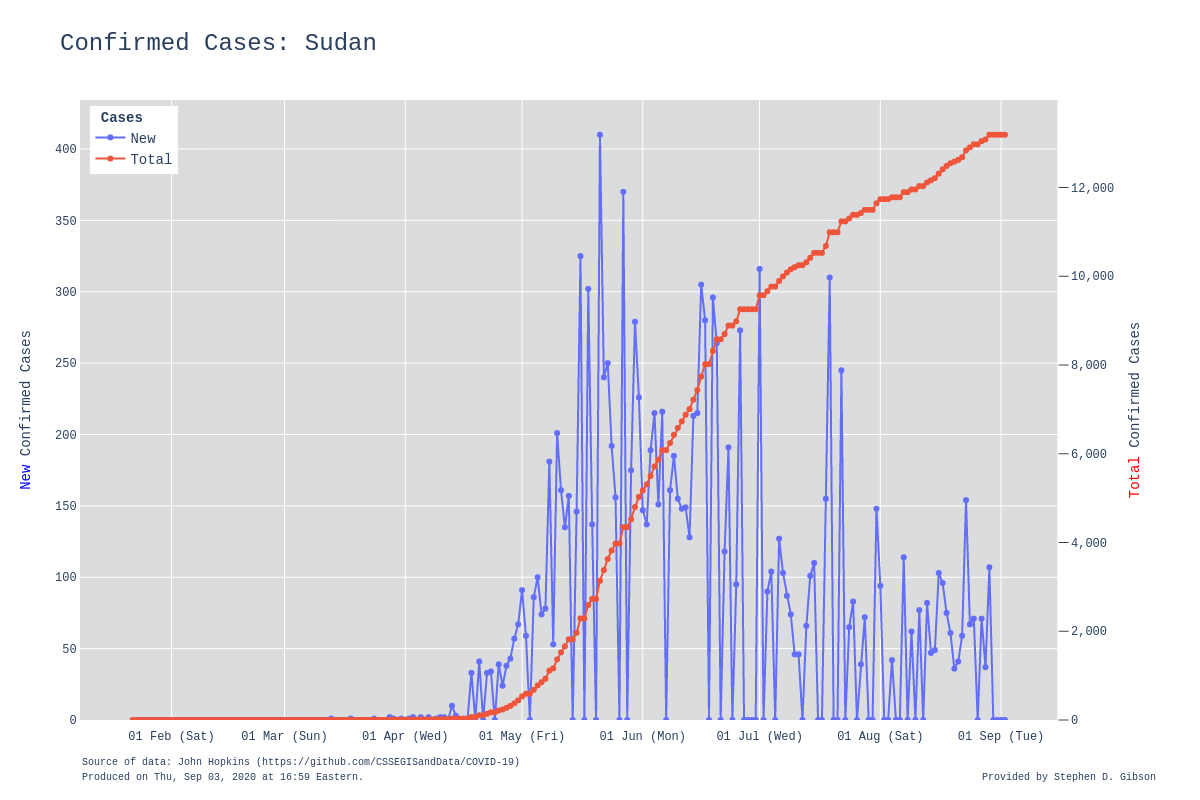 Confirmed Cases: Sudan
Cases
New
Total
400
350
300
250
200
150
100
50
0
12,000
10,000
8,000
6,000
4,000
2,000
0
New Confirmed Cases
Total Confirmed Cases
01 Feb (Sat)
01 Mar (Sun)
01 Apr (Wed)
01 May (Fri)
01 Jun (Mon)
01 Jul (Wed)
01 Aug (Sat)
01 Sep (Tue)
Source of data: John Hopkins (https://github.com/CSSEGISandData/COVID-19)
Produced on Thu, Sep 03, 2020 at 16:59 Eastern.
Provided by Stephen D. Gibson